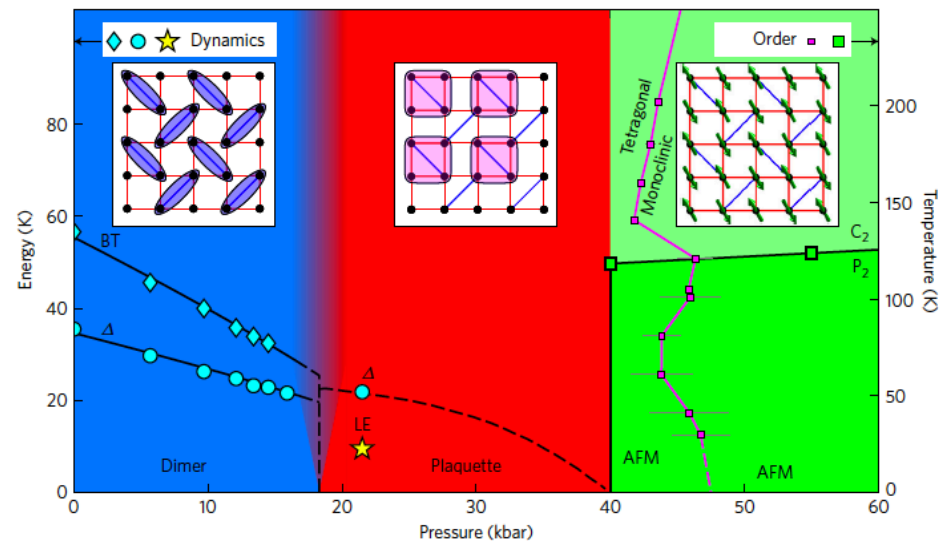 Dynamics
Order
80
60
40
20
0
Energy (K)
200
150
100
50
0
Temperature (K)
BT
Δ
Δ
LE
Dimer
Plaquette
AFM
AFM
Tetragonal
Monoclinic
C2
P2
0
10
20
30
40
50
60
Pressure (kbar)